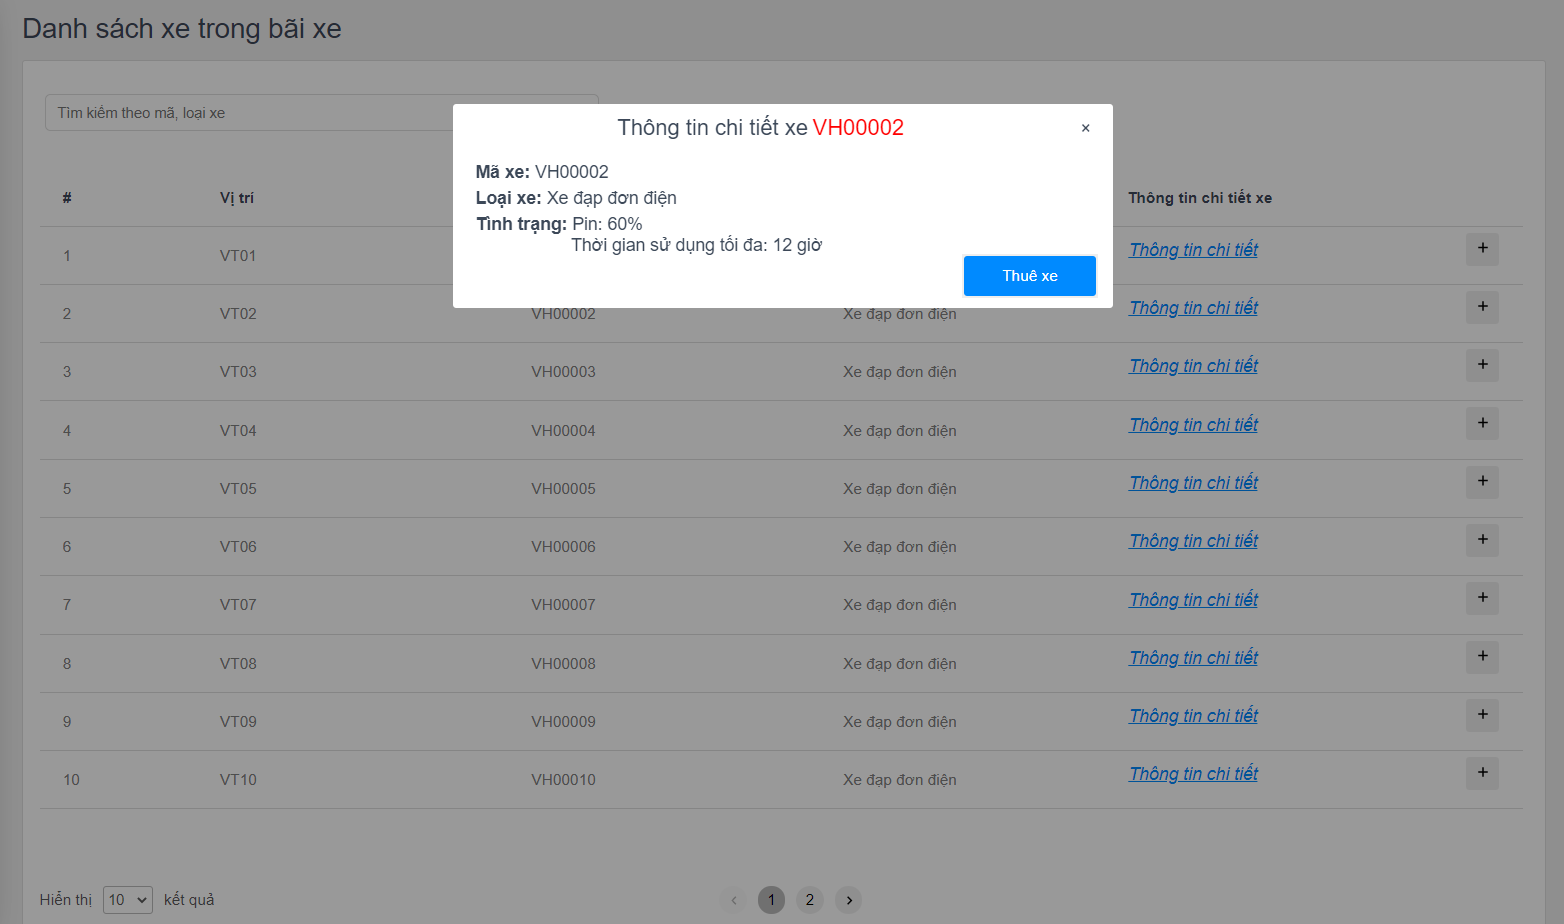 Danh sách xe trong bãi xe
Tìm kiếm theo mã, loại xe
Thông tin chi tiết xe VH00002 ×
Mã xe: VH00002
Loại xe: Xe đạp đơn điện
Tình trạng: Pin: 60%
Thời gian sử dụng tối đa: 12 giờ
Thuê xe
# Vị trí Thông tin chi tiết xe
1 VT01 Thông tin chi tiết +
2 VT02 VH00002 Xe đạp đơn điện Thông tin chi tiết +
3 VT03 VH00003 Xe đạp đơn điện Thông tin chi tiết +
4 VT04 VH00004 Xe đạp đơn điện Thông tin chi tiết +
5 VT05 VH00005 Xe đạp đơn điện Thông tin chi tiết +
6 VT06 VH00006 Xe đạp đơn điện Thông tin chi tiết +
7 VT07 VH00007 Xe đạp đơn điện Thông tin chi tiết +
8 VT08 VH00008 Xe đạp đơn điện Thông tin chi tiết +
9 VT09 VH00009 Xe đạp đơn điện Thông tin chi tiết +
10 VT10 VH00010 Xe đạp đơn điện Thông tin chi tiết +
Hiển thị 10 kết quả ‹ 1 2 ›